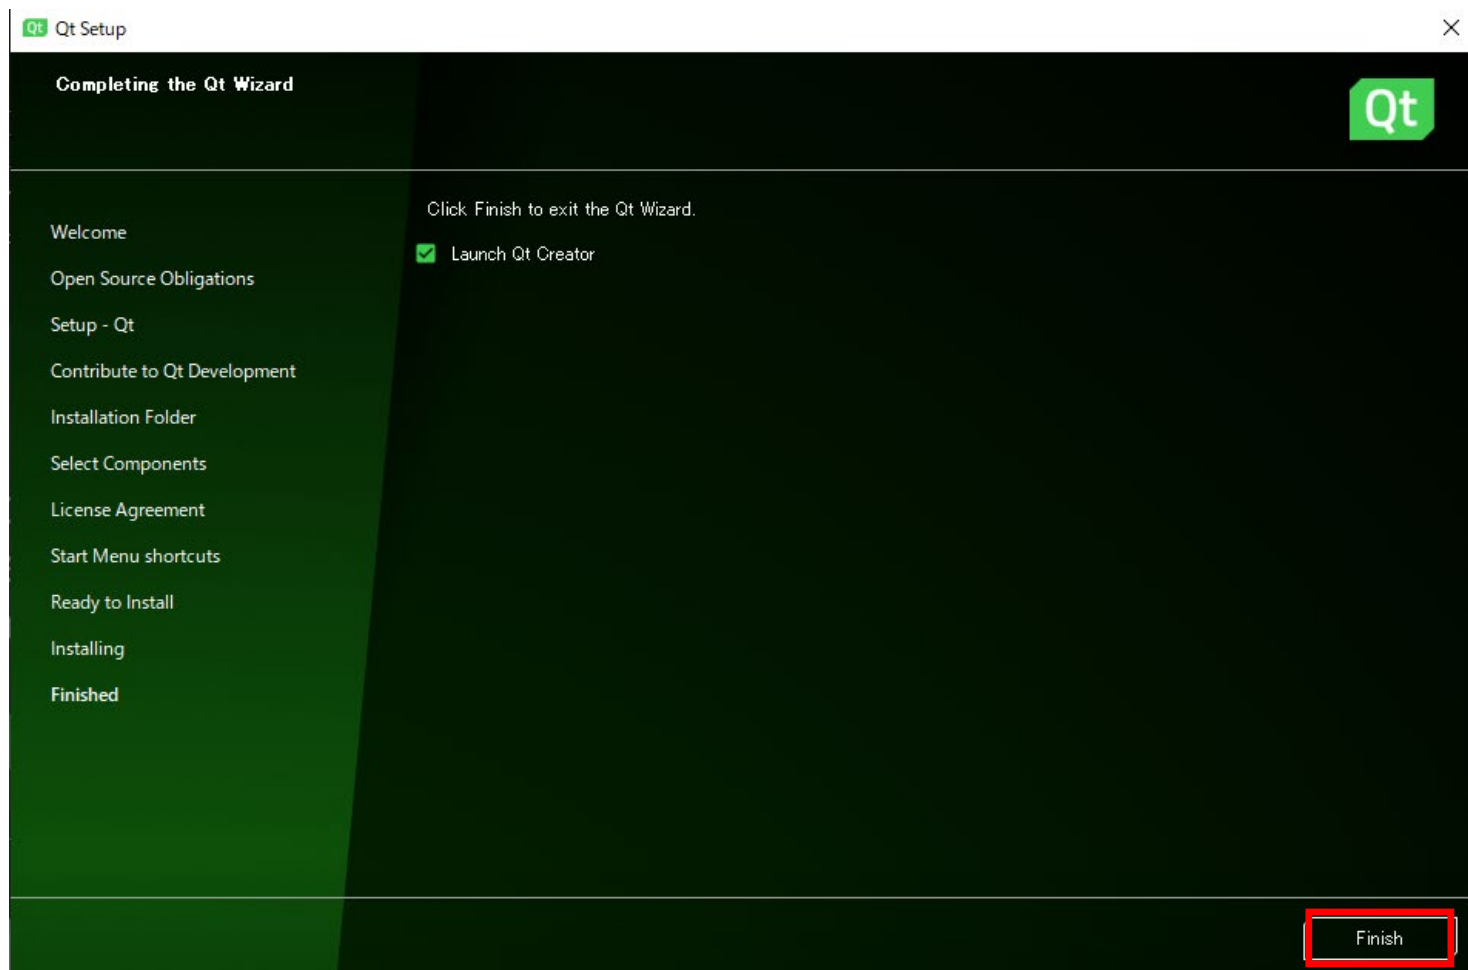 Qt Qt Setup
Completing the Qt Wizard
Qt
Welcome
Open Source Obligations
Setup - Qt
Contribute to Qt Development
Installation Folder
Select Components
License Agreement
Start Menu shortcuts
Ready to Install
Installing
Finished
Click Finish to exit the Qt Wizard.
Launch Qt Creator
Finish